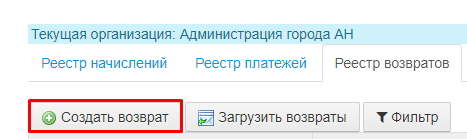 Текущая организация: Администрация города АН
Реестр начислений Реестр платежей Реестр возвратов
Создать возврат Загрузить возвраты Фильтр